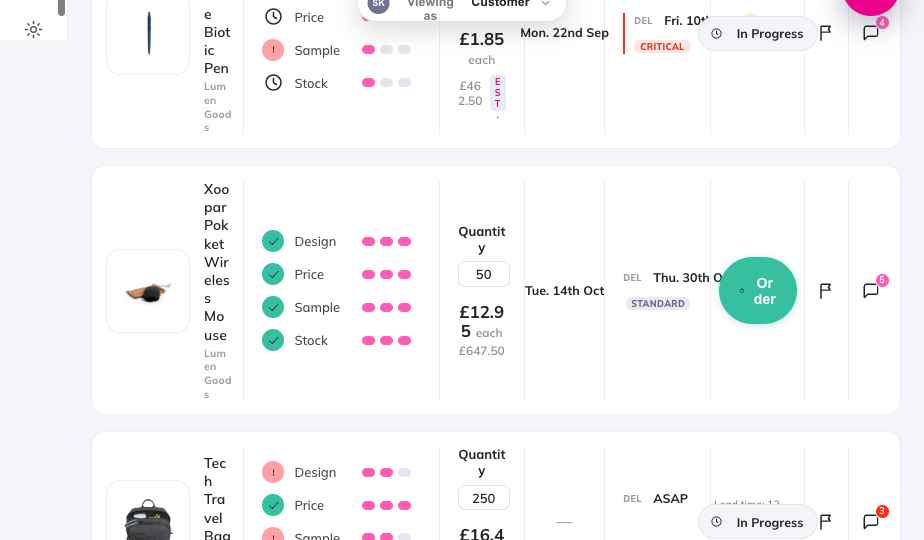 SK
Viewing
as
Customer
e
Biot
ic
Pen
Lum
en
Good
s
Price
Sample
Stock
£1.85
each
£46
2.50
E
S
T
Mon. 22nd Sep
DEL Fri. 10th
CRITICAL
In Progress
4
Xoo
par
Pok
ket
Wir
eles
s
Mo
use
Lum
en
Good
s
Design
Price
Sample
Stock
Quantit
y
50
£12.9
5 each
£647.50
Tue. 14th Oct
DEL Thu. 30th O
STANDARD
Or
der
5
Tec
h
Tra
vel
Bag
Design
Price
Sample
Quantit
y
250
£16.4
—
DEL ASAP
In Progress
3